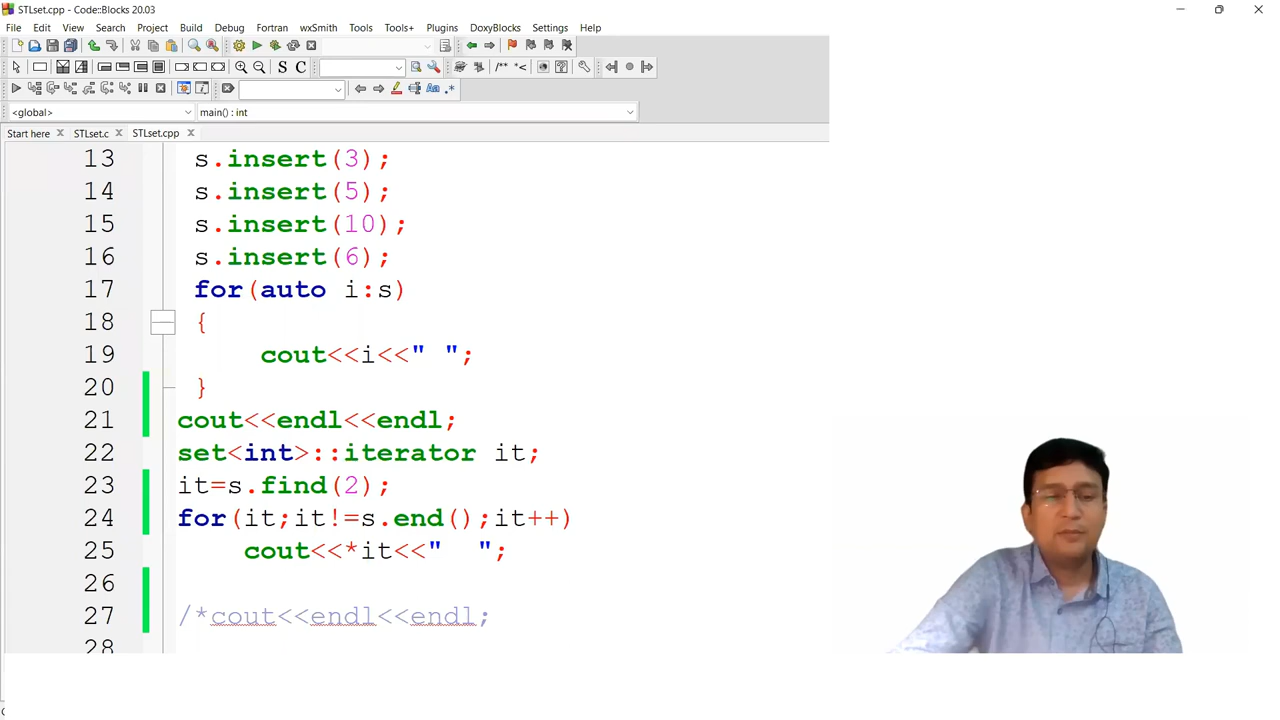 STLset.cpp - Code::Blocks 20.03
File Edit View Search Project Build Debug Fortran wxSmith Tools Tools+ Plugins DoxyBlocks Settings Help
S C /** *<
Aa .*
<global> main() : int
Start here STLset.c STLset.cpp
13 s.insert(3);
14 s.insert(5);
15 s.insert(10);
16 s.insert(6);
17 for(auto i:s)
18 {
19 cout<<i<<" ";
20 }
21 cout<<endl<<endl;
22 set<int>::iterator it;
23 it=s.find(2);
24 for(it;it!=s.end();it++)
25 cout<<*it<<"  ";
26
27 /*cout<<endl<<endl;
28